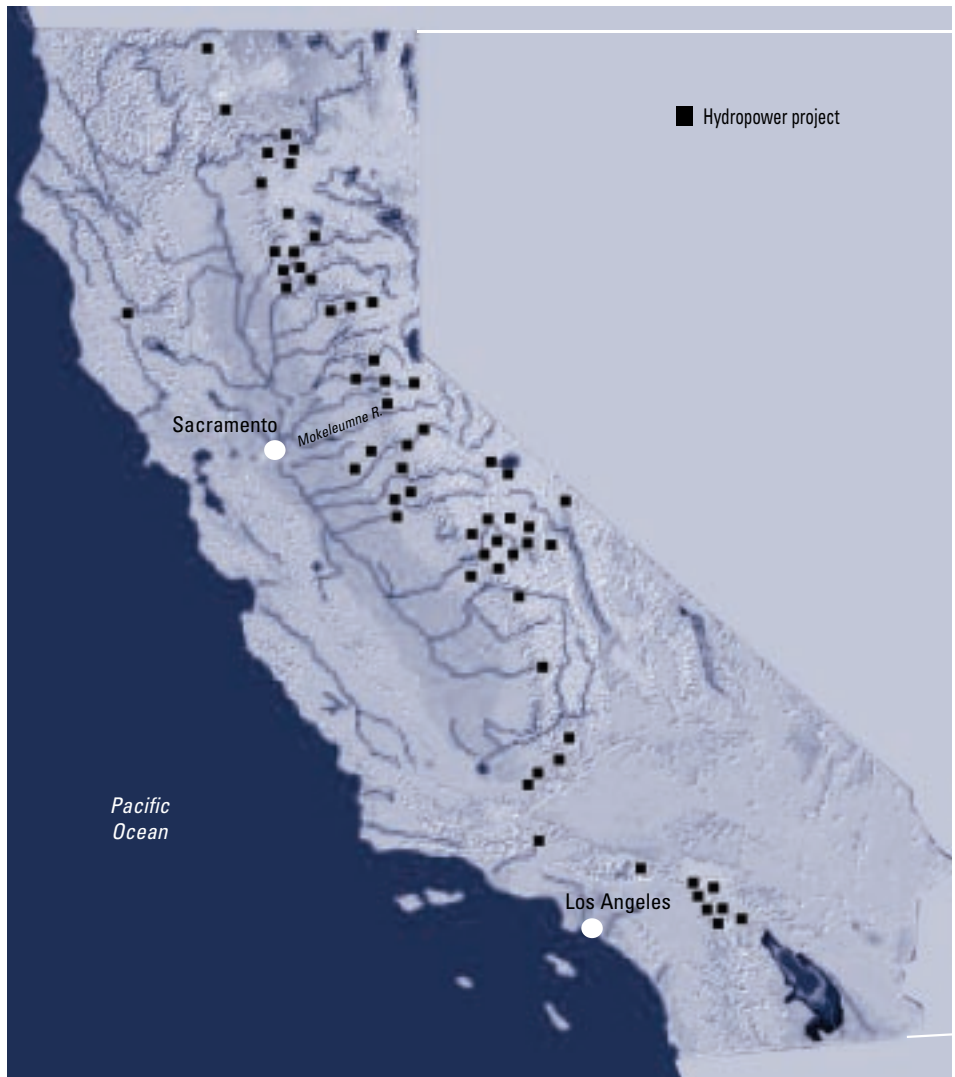 Hydropower project
Sacramento
Mokeleumne R.
Pacific
Ocean
Los Angeles